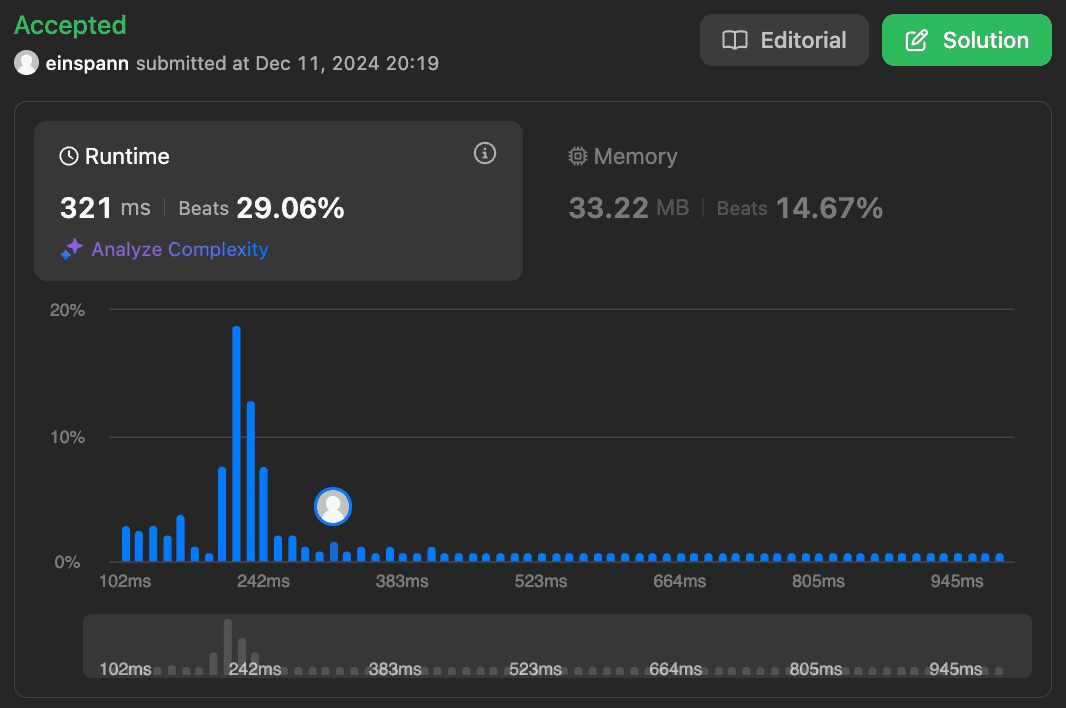 Accepted
Editorial
Solution
einspann submitted at Dec 11, 2024 20:19
Runtime
Memory
321 ms | Beats 29.06%
33.22 MB | Beats 14.67%
Analyze Complexity
20%
10%
0%
102ms 242ms 383ms 523ms 664ms 805ms 945ms
102ms 242ms 383ms 523ms 664ms 805ms 945ms